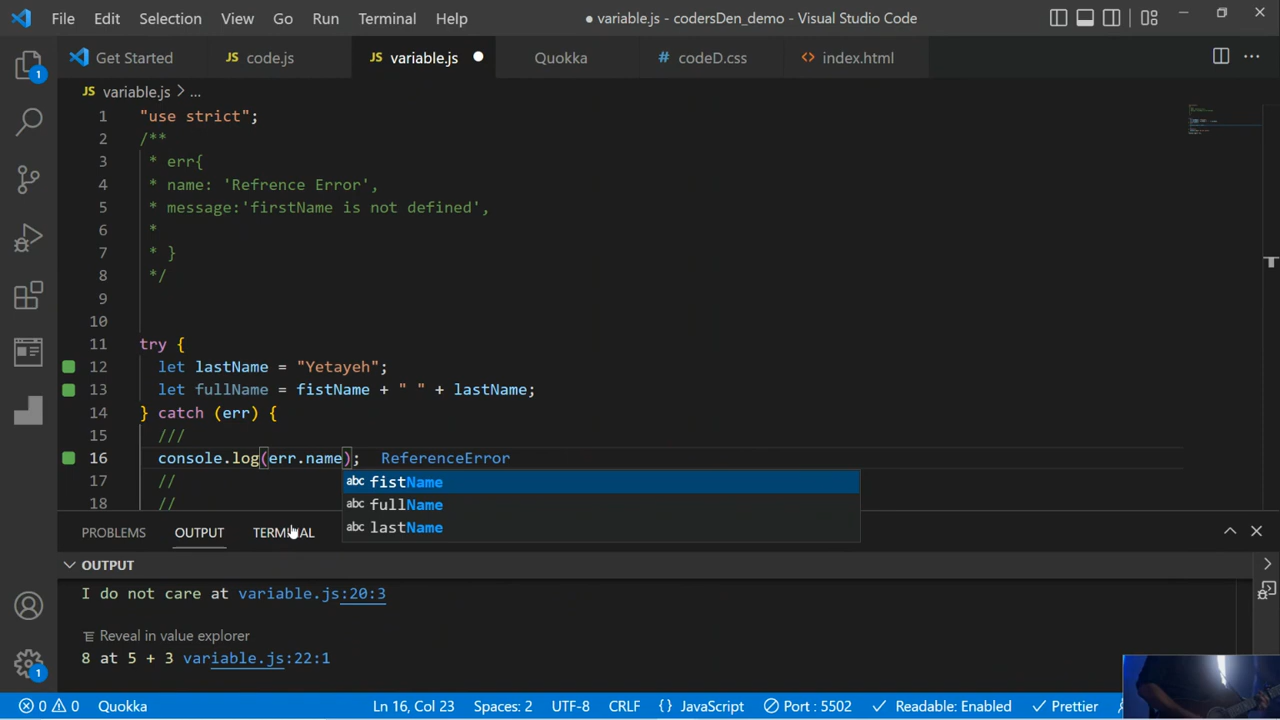 File Edit Selection View Go Run Terminal Help ● variable.js - codersDen_demo - Visual Studio Code
Get Started JS code.js JS variable.js Quokka # codeD.css <> index.html
JS variable.js > ...
1 "use strict";
2 /**
3 * err{
4 * name: 'Refrence Error',
5 * message:'firstName is not defined',
6 *
7 * }
8 */
9
10
11 try {
12 let lastName = "Yetayeh";
13 let fullName = fistName + " " + lastName;
14 } catch (err) {
15 ///
16 console.log(err.name); ReferenceError
17 //
18 //
abc fistName
abc fullName
abc lastName
PROBLEMS OUTPUT TERMINAL
OUTPUT
I do not care at variable.js:20:3
Reveal in value explorer
8 at 5 + 3 variable.js:22:1
1
1
0 0 Quokka Ln 16, Col 23 Spaces: 2 UTF-8 CRLF {} JavaScript Port : 5502 Readable: Enabled Prettier